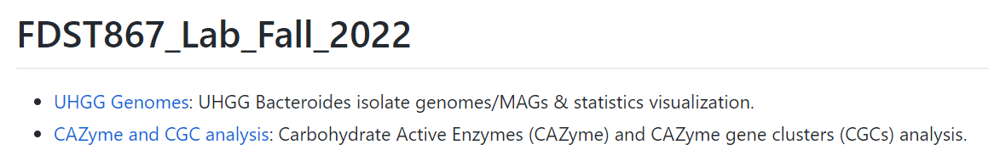 FDST867_Lab_Fall_2022
UHGG Genomes: UHGG Bacteroides isolate genomes/MAGs & statistics visualization.
CAZyme and CGC analysis: Carbohydrate Active Enzymes (CAZyme) and CAZyme gene clusters (CGCs) analysis.